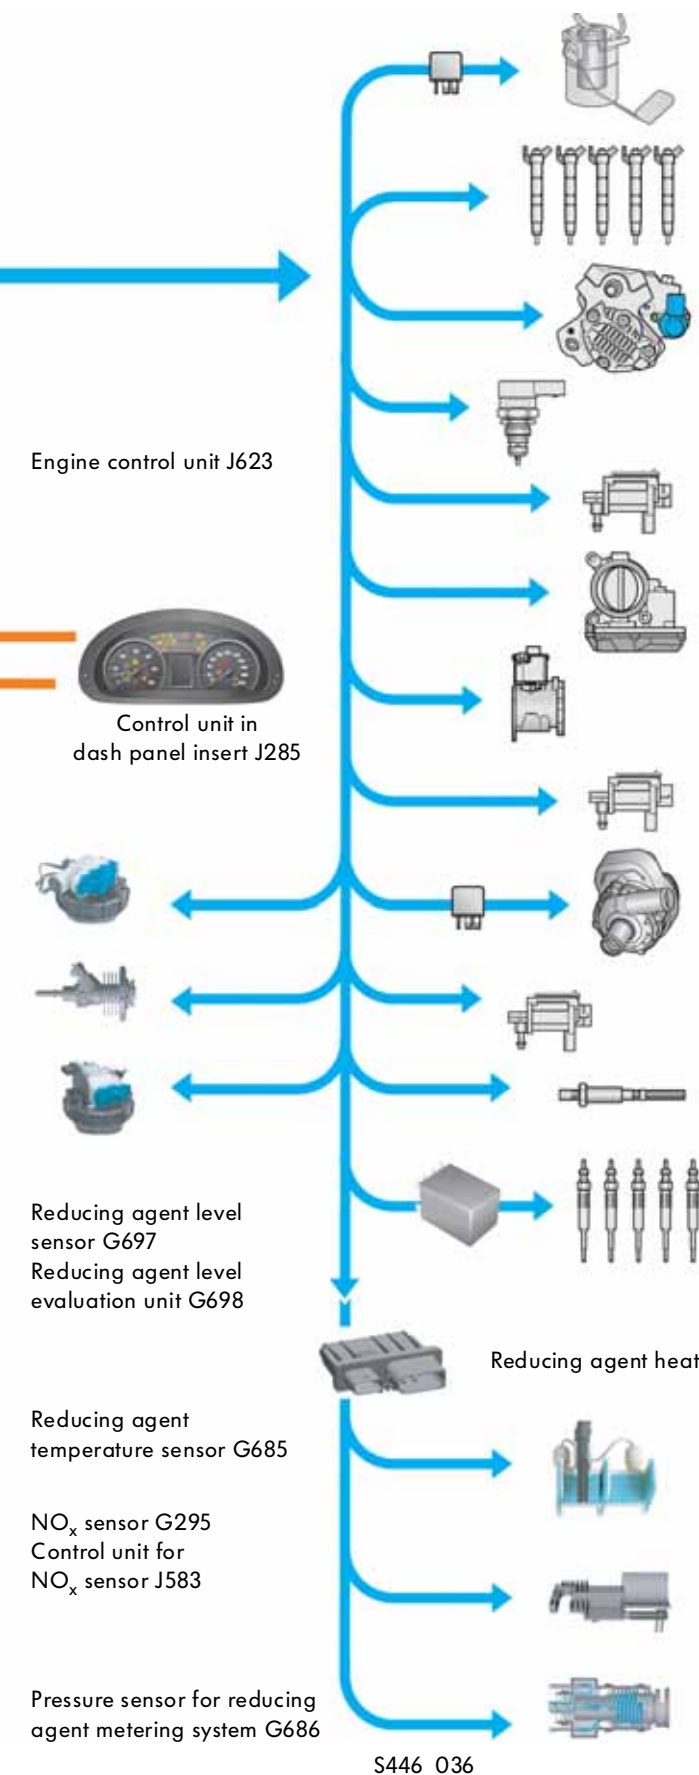 Engine control unit J623
Control unit in
dash panel insert J285
Reducing agent level
sensor G697
Reducing agent level
evaluation unit G698
Reducing agent heat
Reducing agent
temperature sensor G685
NOx sensor G295
Control unit for
NOx sensor J583
Pressure sensor for reducing
agent metering system G686
S446_036